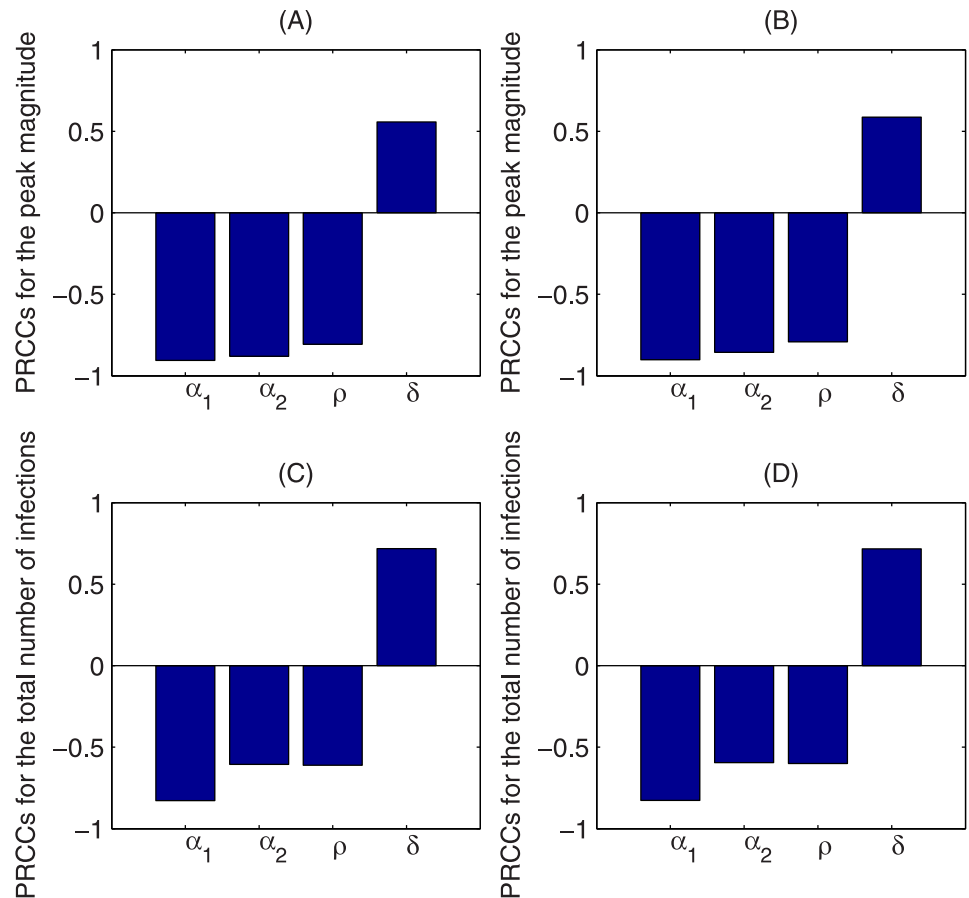 (A)
PRCCs for the peak magnitude
1
0.5
0
−0.5
−1
α1 α2 ρ δ
(B)
PRCCs for the peak magnitude
1
0.5
0
−0.5
−1
α1 α2 ρ δ
(C)
PRCCs for the total number of infections
1
0.5
0
−0.5
−1
α1 α2 ρ δ
(D)
PRCCs for the total number of infections
1
0.5
0
−0.5
−1
α1 α2 ρ δ